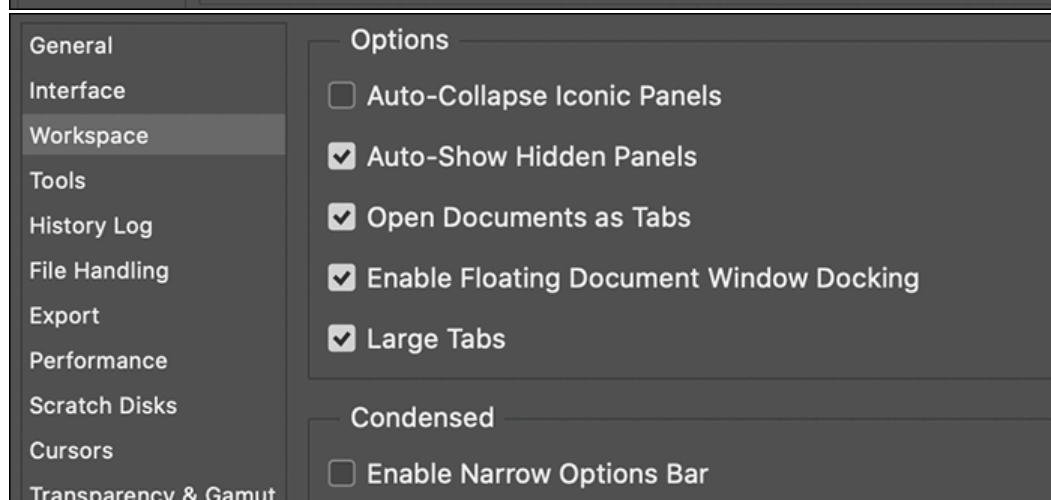 General
Interface
Workspace
Tools
History Log
File Handling
Export
Performance
Scratch Disks
Cursors
Transparency & Gamut
Options
Auto-Collapse Iconic Panels
Auto-Show Hidden Panels
Open Documents as Tabs
Enable Floating Document Window Docking
Large Tabs
Condensed
Enable Narrow Options Bar